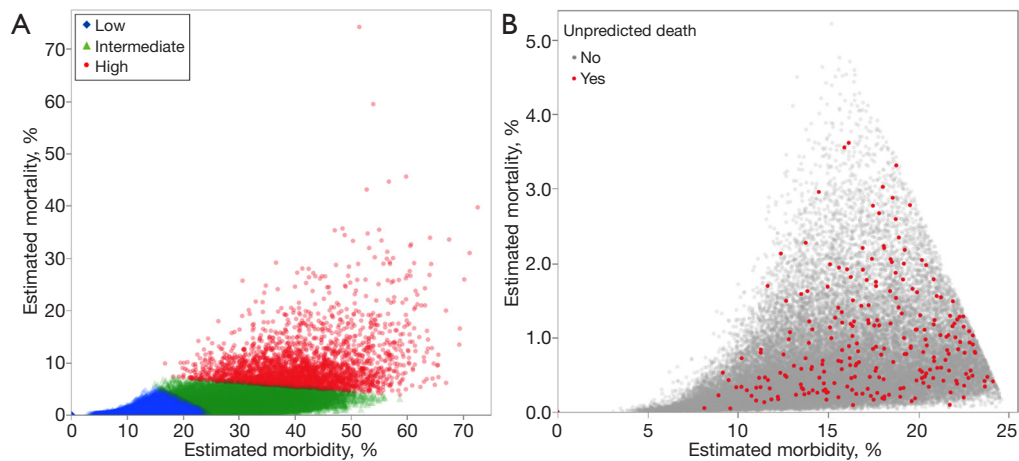 A
Low
Intermediate
High
Estimated mortality, %
70
60
50
40
30
20
10
0
0 10 20 30 40 50 60 70
Estimated morbidity, %
B
Unpredicted death
No
Yes
Estimated mortality, %
5.0
4.0
3.0
2.0
1.0
0.0
0 5 10 15 20 25
Estimated morbidity, %